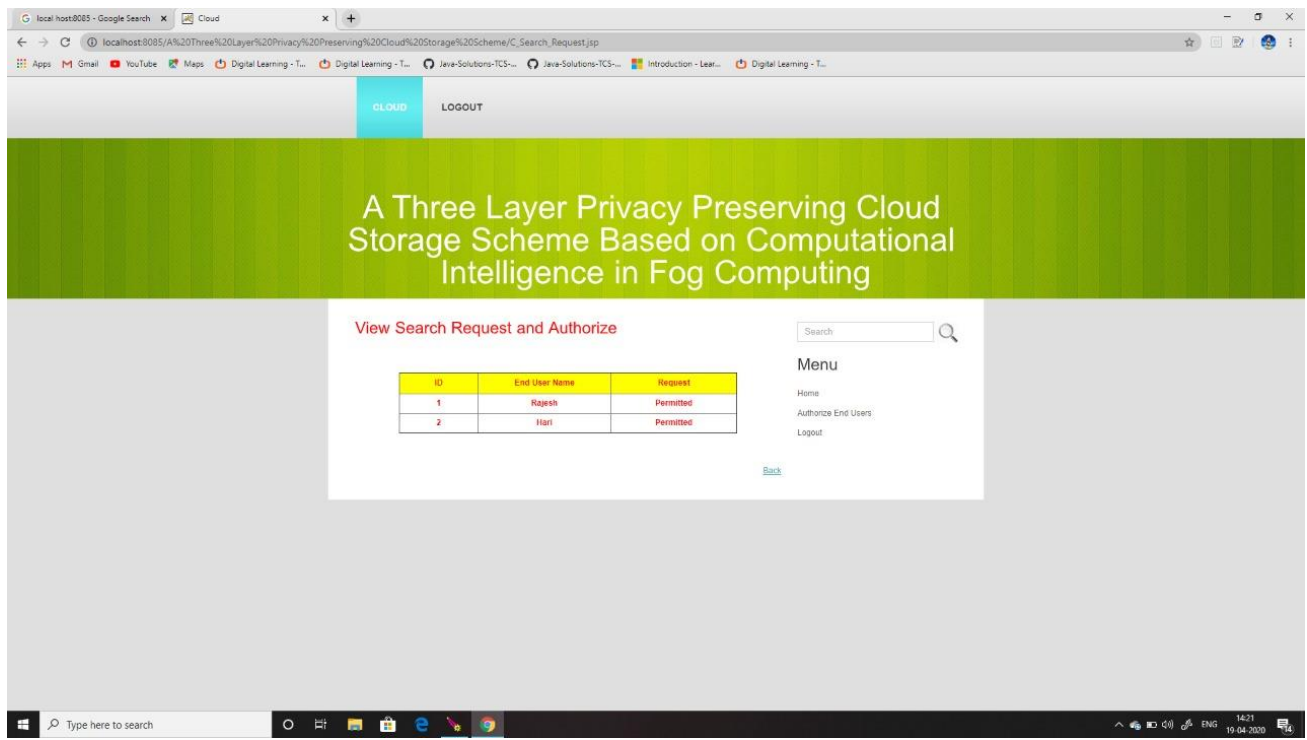 local host:8085 - Google Search
Cloud
localhost:8085/A%20Three%20Layer%20Privacy%20Preserving%20Cloud%20Storage%20Scheme/C_Search_Request.jsp
Apps Gmail YouTube Maps Digital Learning - T... Digital Learning - T... Java-Solutions-TCS-... Java-Solutions-TCS-... Introduction - Lear... Digital Learning - T...
CLOUD LOGOUT
A Three Layer Privacy Preserving Cloud
Storage Scheme Based on Computational
Intelligence in Fog Computing
View Search Request and Authorize
ID End User Name Request
1 Rajesh Permitted
2 Hari Permitted
Back
Search
Menu
Home
Authorize End Users
Logout
Type here to search
ENG
14:21
19-04-2020
14